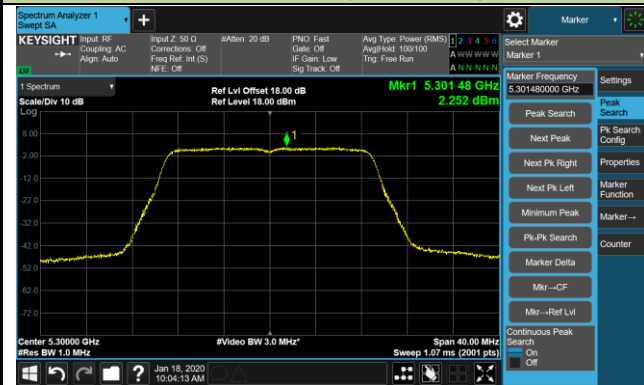 Spectrum Analyzer 1
Swept SA
Marker
KEYSIGHT
Input: RF
Coupling: AC
Align: Auto
Input Z: 50 Ω
Corrections: Off
Freq Ref: Int (S)
NFE: Off
#Atten: 20 dB
PNO: Fast
Gate: Off
IF Gain: Low
Sig Track: Off
Avg Type: Power (RMS)
Avg|Hold: 100/100
Trig: Free Run
1 2 3 4 5 6
A W W W W W
A N N N N N
Select Marker
Marker 1
1 Spectrum
Scale/Div 10 dB
Log
Ref Lvl Offset 18.00 dB
Ref Level 18.00 dBm
Mkr1 5.301 48 GHz
2.252 dBm
8.00
-2.00
-12.0
-22.0
-32.0
-42.0
-52.0
-62.0
-72.0
1
Center 5.30000 GHz
#Res BW 1.0 MHz
#Video BW 3.0 MHz*
Span 40.00 MHz
Sweep 1.07 ms (2001 pts)
Marker Frequency
5.301480000 GHz
Peak Search
Next Peak
Next Pk Right
Next Pk Left
Minimum Peak
Pk-Pk Search
Marker Delta
Mkr→CF
Mkr→Ref Lvl
Continuous Peak
Search
On
Off
Settings
Peak
Search
Pk Search
Config
Properties
Marker
Function
Marker→
Counter
Jan 18, 2020
10:04:13 AM